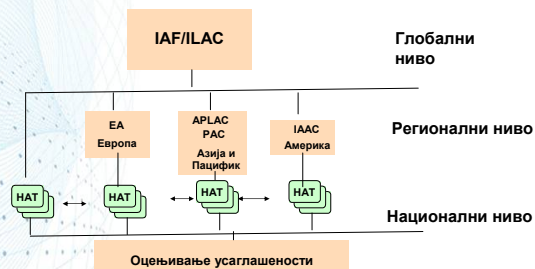 IAF/ILAC
Глобални
ниво
EA
Европа
APLAC
PAC
Азија и
Пацифик
IAAC
Америка
Регионални ниво
НАТ
НАТ
НАТ
НАТ
Национални ниво
Оцењивање усаглашености